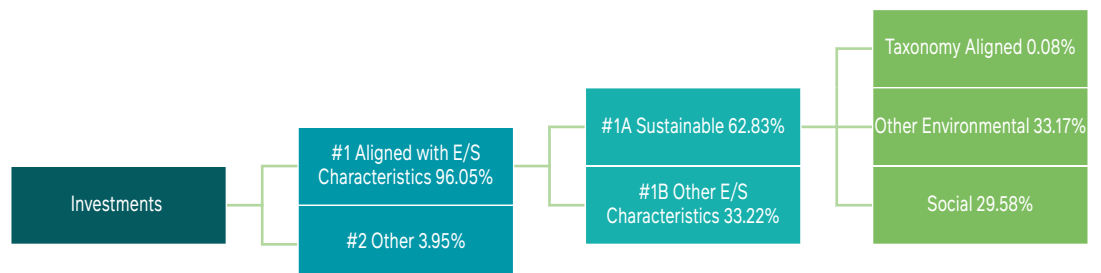 Investments
#1 Aligned with E/S
Characteristics 96.05%
#2 Other 3.95%
#1A Sustainable 62.83%
#1B Other E/S
Characteristics 33.22%
Taxonomy Aligned 0.08%
Other Environmental 33.17%
Social 29.58%